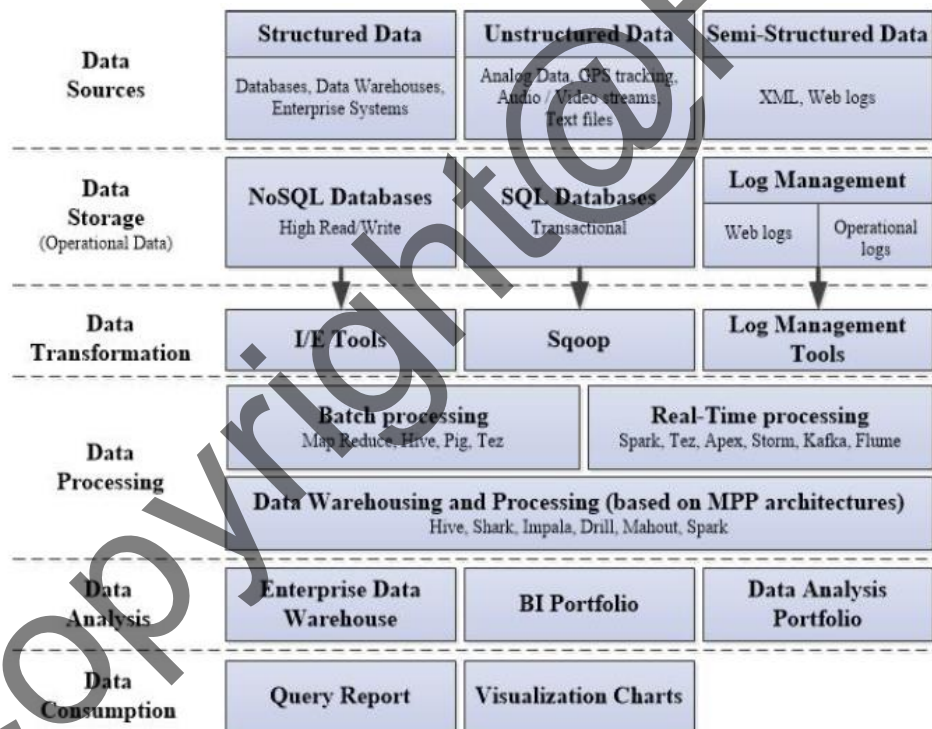 Data
Sources
Structured Data
Databases, Data Warehouses,
Enterprise Systems
Unstructured Data
Analog Data, GPS tracking,
Audio / Video streams,
Text files
Semi-Structured Data
XML, Web logs
Data
Storage
(Operational Data)
NoSQL Databases
High Read/Write
SQL Databases
Transactional
Log Management
Web logs
Operational
logs
Data
Transformation
I/E Tools
Sqoop
Log Management
Tools
Data
Processing
Batch processing
Map Reduce, Hive, Pig, Tez
Real-Time processing
Spark, Tez, Apex, Storm, Kafka, Flume
Data Warehousing and Processing (based on MPP architectures)
Hive, Shark, Impala, Drill, Mahout, Spark
Data
Analysis
Enterprise Data
Warehouse
BI Portfolio
Data Analysis
Portfolio
Data
Consumption
Query Report
Visualization Charts